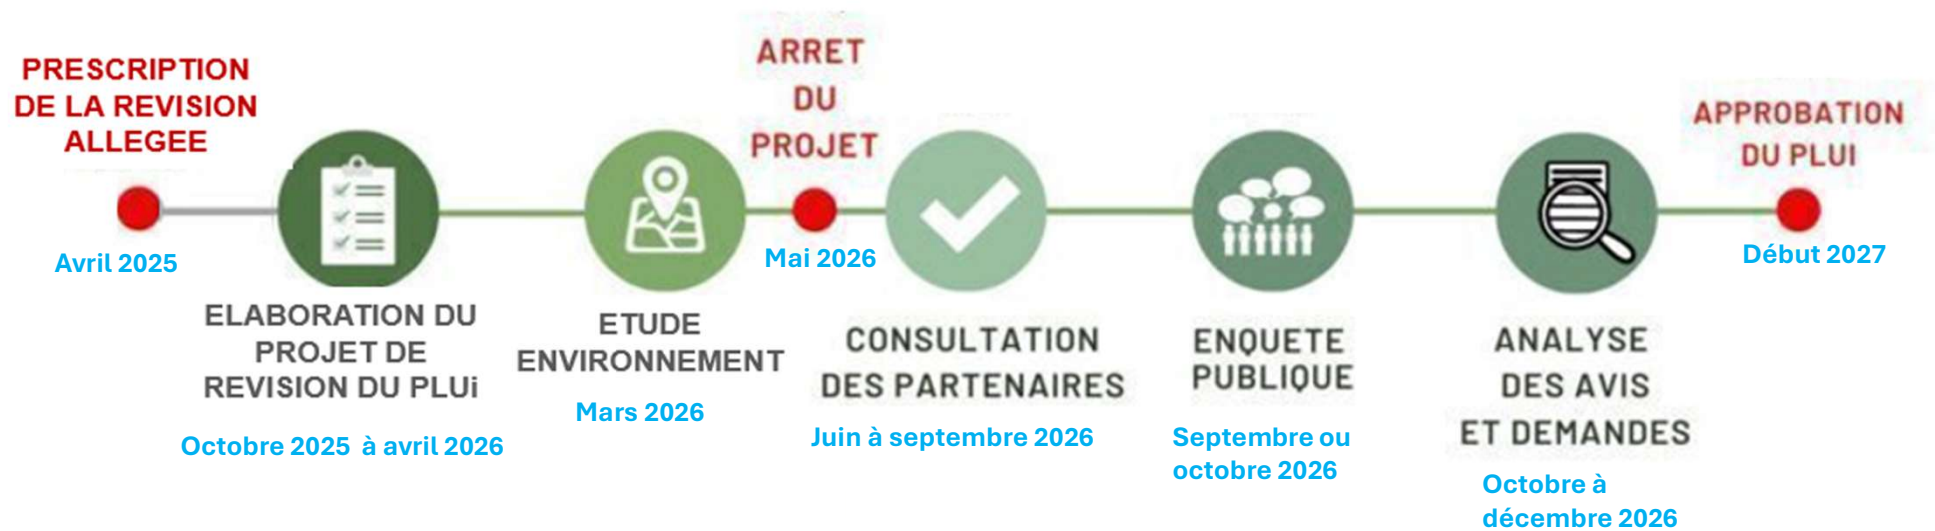 PRESCRIPTION
DE LA REVISION
ALLEGEE
Avril 2025
ELABORATION DU
PROJET DE
REVISION DU PLUi
Octobre 2025 à avril 2026
ETUDE
ENVIRONNEMENT
Mars 2026
ARRET
DU
PROJET
Mai 2026
CONSULTATION
DES PARTENAIRES
Juin à septembre 2026
ENQUETE
PUBLIQUE
Septembre ou
octobre 2026
ANALYSE
DES AVIS
ET DEMANDES
Octobre à
décembre 2026
APPROBATION
DU PLUI
Début 2027